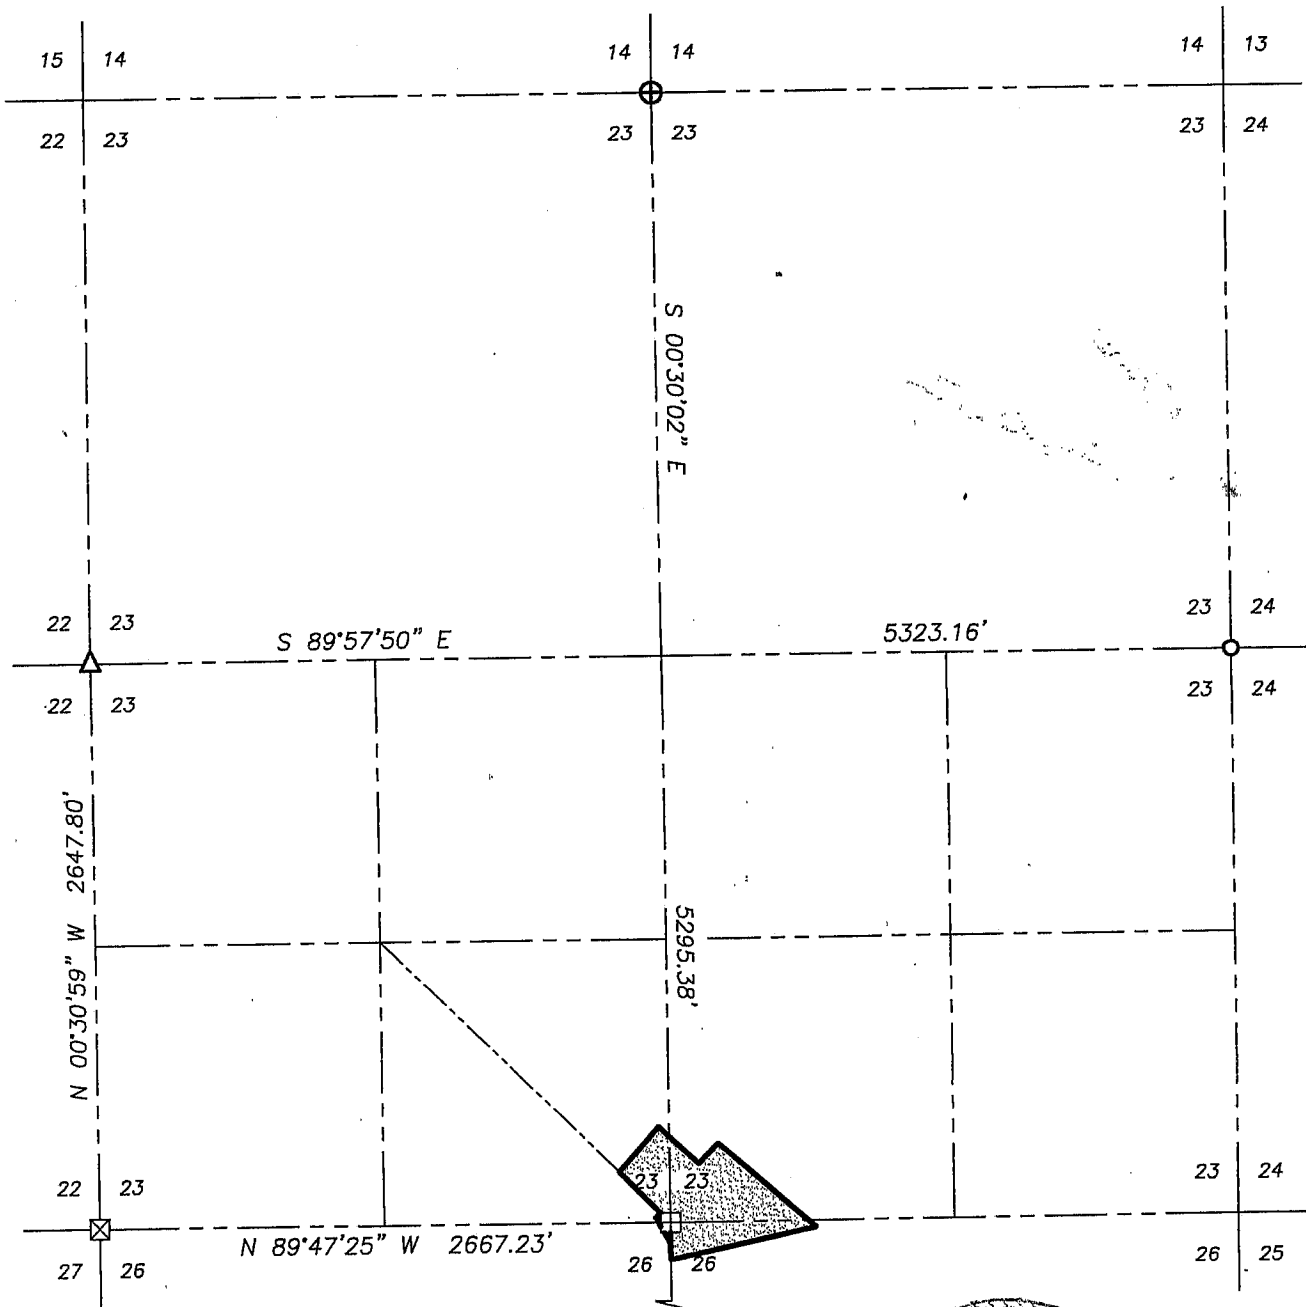 15 14 14 14 14 13
22 23 23 23 23 24
S 00°30'02" E
22 23 23 24
S 89°57'50" E 5323.16'
22 23 23 24
N 00°30'59" W 2647.80'
5295.38'
22 23 23 23 23 24
N 89°47'25" W 2667.23'
27 26 26 26 26 25